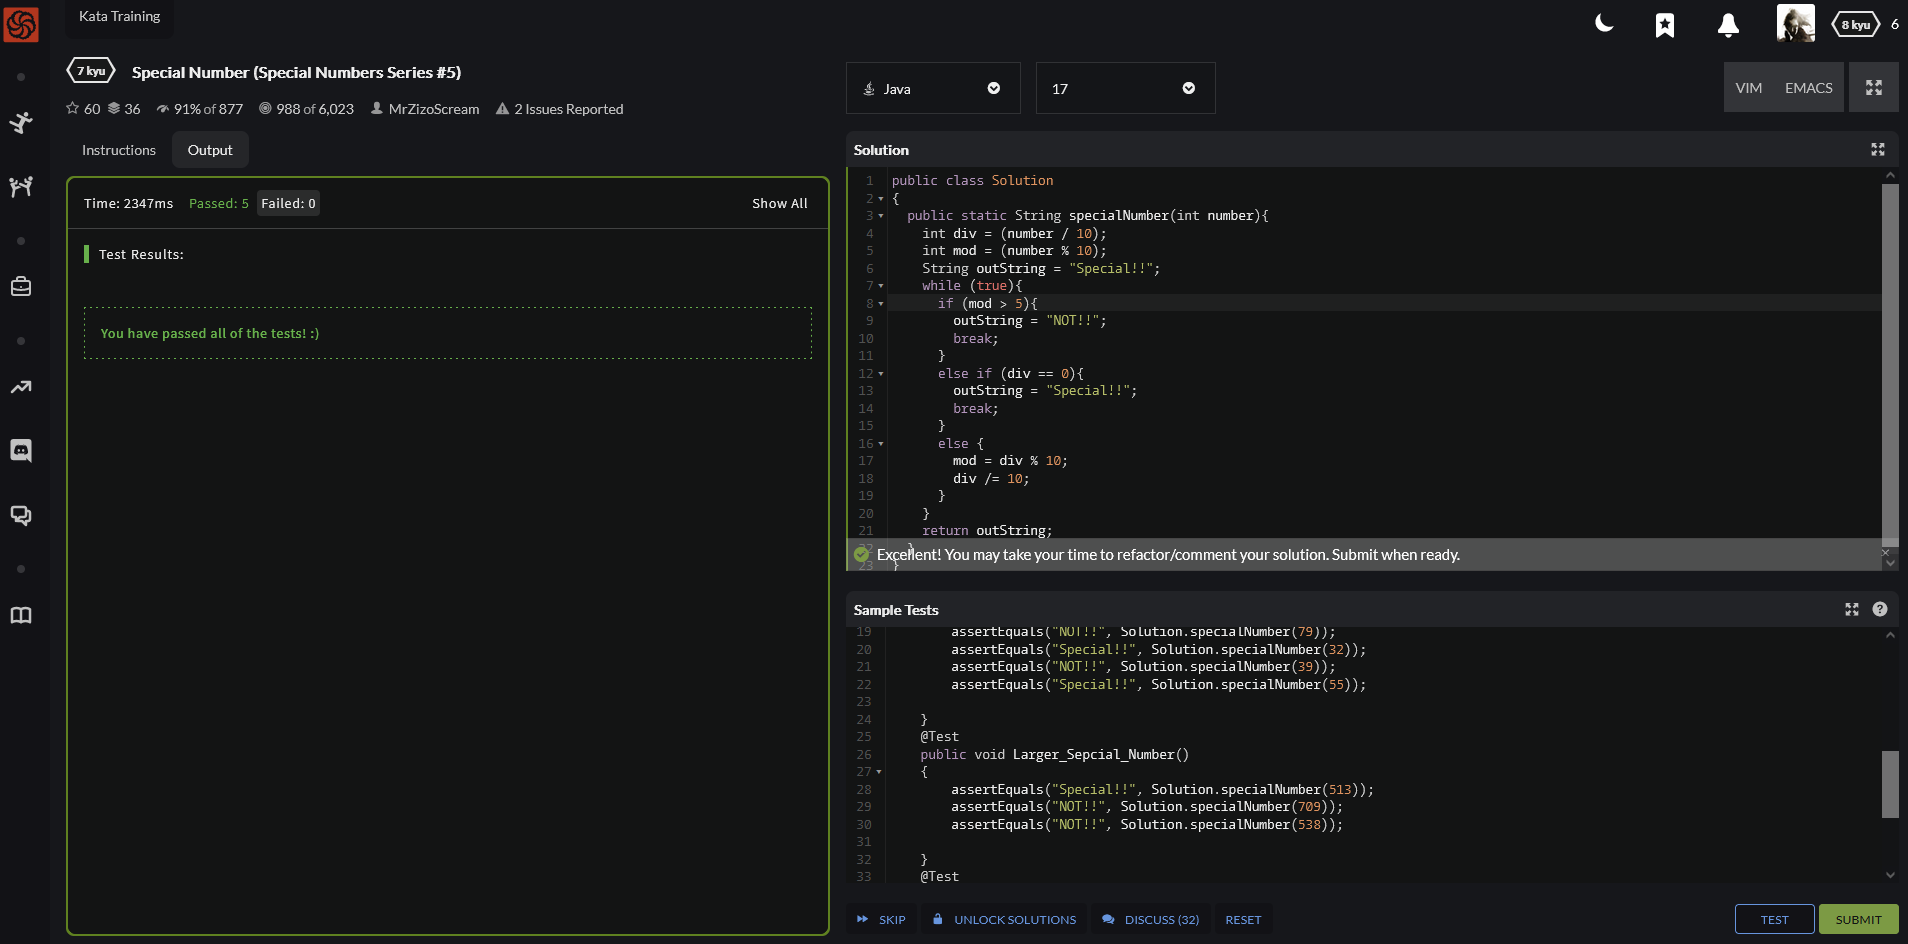 Kata Training
8 kyu
6
7 kyu
Special Number (Special Numbers Series #5)
60 36 91% of 877 988 of 6,023 MrZizoScream 2 Issues Reported
Instructions
Output
Time: 2347ms Passed: 5 Failed: 0 Show All
Test Results:
You have passed all of the tests! :)
Java
17
VIM
EMACS
Solution
1 public class Solution
2 {
3   public static String specialNumber(int number){
4     int div = (number / 10);
5     int mod = (number % 10);
6     String outString = "Special!!";
7     while (true){
8       if (mod > 5){
9         outString = "NOT!!";
10         break;
11       }
12       else if (div == 0){
13         outString = "Special!!";
14         break;
15       }
16       else {
17         mod = div % 10;
18         div /= 10;
19       }
20     }
21     return outString;
22   }
Excellent! You may take your time to refactor/comment your solution. Submit when ready.
23 }
Sample Tests
19         assertEquals("NOT!!", Solution.specialNumber(79));
20         assertEquals("Special!!", Solution.specialNumber(32));
21         assertEquals("NOT!!", Solution.specialNumber(39));
22         assertEquals("Special!!", Solution.specialNumber(55));
23
24     }
25     @Test
26     public void Larger_Sepcial_Number()
27     {
28         assertEquals("Special!!", Solution.specialNumber(513));
29         assertEquals("NOT!!", Solution.specialNumber(709));
30         assertEquals("NOT!!", Solution.specialNumber(538));
31
32     }
33     @Test
SKIP
UNLOCK SOLUTIONS
DISCUSS (32)
RESET
TEST
SUBMIT